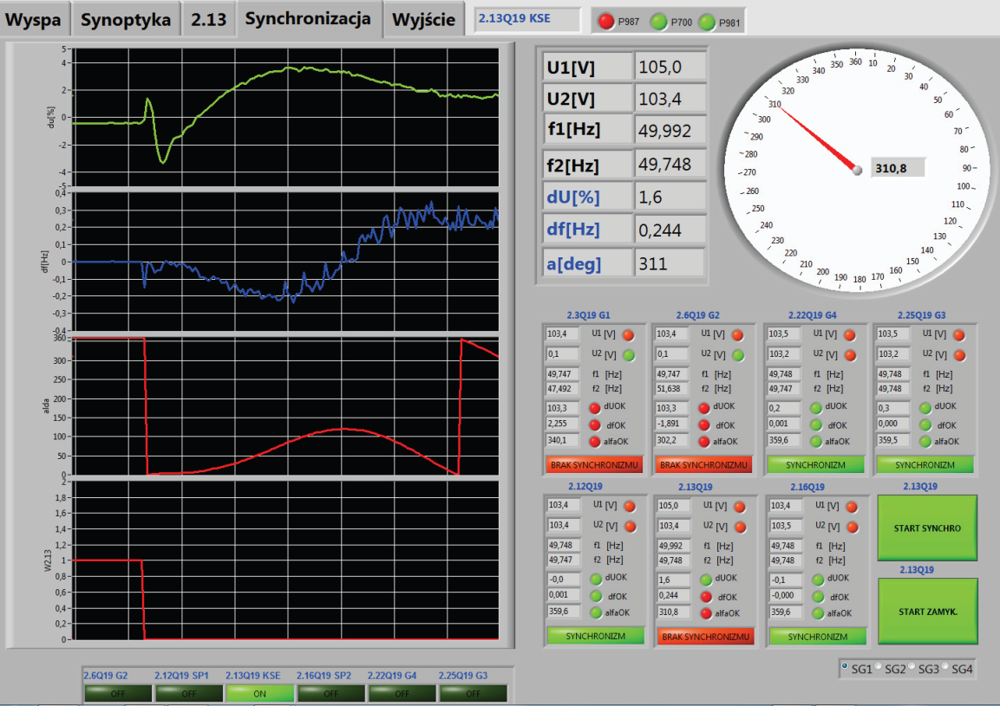 Wyspa Synoptyka 2.13 Synchronizacja Wyjście 2.13Q19 KSE P987 P700 P981
du[%]
5
4
2
0
-2
-4
-5
df[Hz]
0,4
0,3
0,2
0,1
0
-0,1
-0,2
-0,3
-0,4
alda
360
300
250
200
150
100
50
0
W2.13
2
1,8
1,6
1,4
1,2
1
0,8
0,6
0,4
0,2
0
2.6Q19 G2 2.12Q19 SP1 2.13Q19 KSE 2.16Q19 SP2 2.22Q19 G4 2.25Q19 G3
OFF OFF ON OFF OFF OFF
U1[V] 105,0
U2[V] 103,4
f1[Hz] 49,992
f2[Hz] 49,748
dU[%] 1,6
df[Hz] 0,244
a[deg] 311
360 10 20 30 40 50 60 70 80 90 100 110 120 130 140 150 160 170 180 190 200 210 220 230 240 250 260 270 280 290 300 310 320 330 340 350
310,8
2.3Q19 G1
103,4 U1 [V]
0,1 U2 [V]
49,747 f1 [Hz]
47,492 f2 [Hz]
103,3 dUOK
2,255 dfOK
340,1 alfaOK
BRAK SYNCHRONIZMU
2.6Q19 G2
103,4 U1 [V]
0,1 U2 [V]
49,747 f1 [Hz]
51,638 f2 [Hz]
103,3 dUOK
-1,891 dfOK
302,2 alfaOK
BRAK SYNCHRONIZMU
2.22Q19 G4
103,5 U1 [V]
103,2 U2 [V]
49,748 f1 [Hz]
49,747 f2 [Hz]
0,2 dUOK
0,001 dfOK
359,6 alfaOK
SYNCHRONIZM
2.25Q19 G3
103,5 U1 [V]
103,2 U2 [V]
49,748 f1 [Hz]
49,748 f2 [Hz]
0,3 dUOK
0,000 dfOK
359,5 alfaOK
SYNCHRONIZM
2.12Q19
103,4 U1 [V]
103,4 U2 [V]
49,748 f1 [Hz]
49,747 f2 [Hz]
-0,0 dUOK
0,001 dfOK
359,6 alfaOK
SYNCHRONIZM
2.13Q19
105,0 U1 [V]
103,4 U2 [V]
49,992 f1 [Hz]
49,748 f2 [Hz]
1,6 dUOK
0,244 dfOK
310,8 alfaOK
BRAK SYNCHRONIZMU
2.16Q19
103,4 U1 [V]
103,5 U2 [V]
49,748 f1 [Hz]
49,748 f2 [Hz]
-0,1 dUOK
-0,000 dfOK
359,6 alfaOK
SYNCHRONIZM
2.13Q19
START SYNCHRO
2.13Q19
START ZAMYK.
SG1 SG2 SG3 SG4